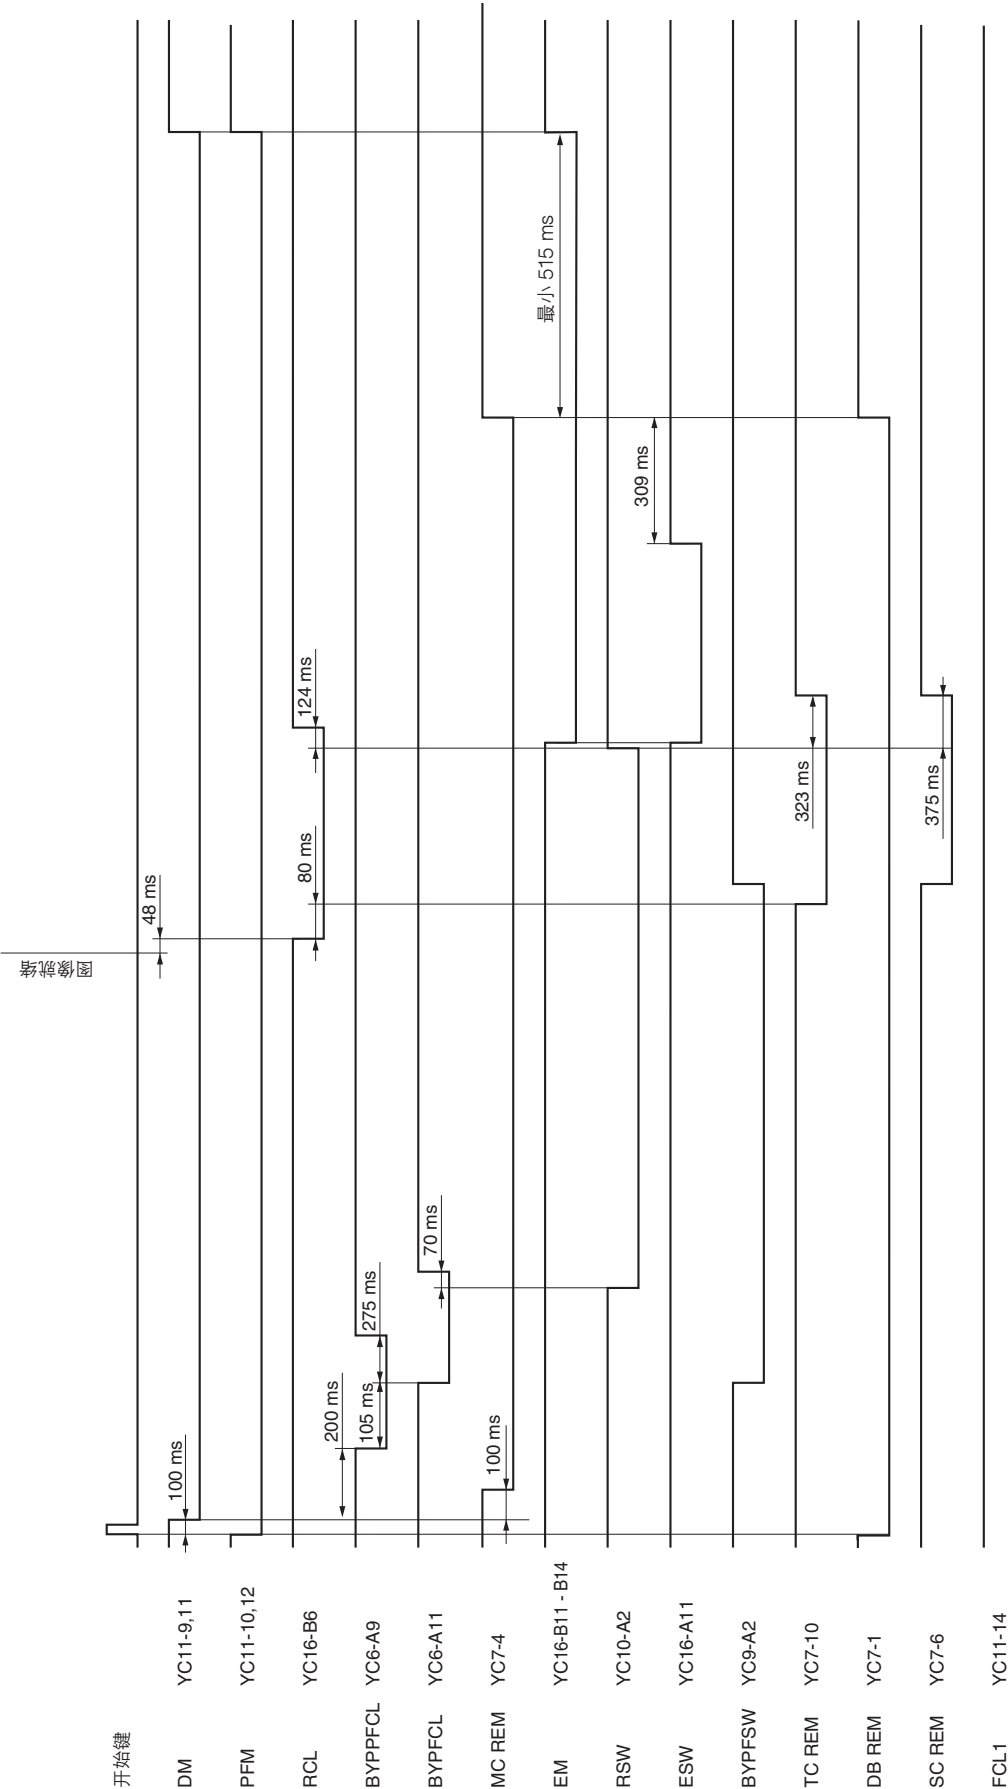 图像就绪
开始键
DM YC11-9,11
100 ms
48 ms
PFM YC11-10,12
RCL YC16-B6
80 ms
124 ms
BYPPFCL YC6-A9
200 ms
105 ms
275 ms
BYPFCL YC6-A11
70 ms
MC REM YC7-4
100 ms
EM YC16-B11 - B14
最小 515 ms
RSW YC10-A2
ESW YC16-A11
309 ms
BYPFSW YC9-A2
TC REM YC7-10
323 ms
DB REM YC7-1
SC REM YC7-6
375 ms
FCL1 YC11-14